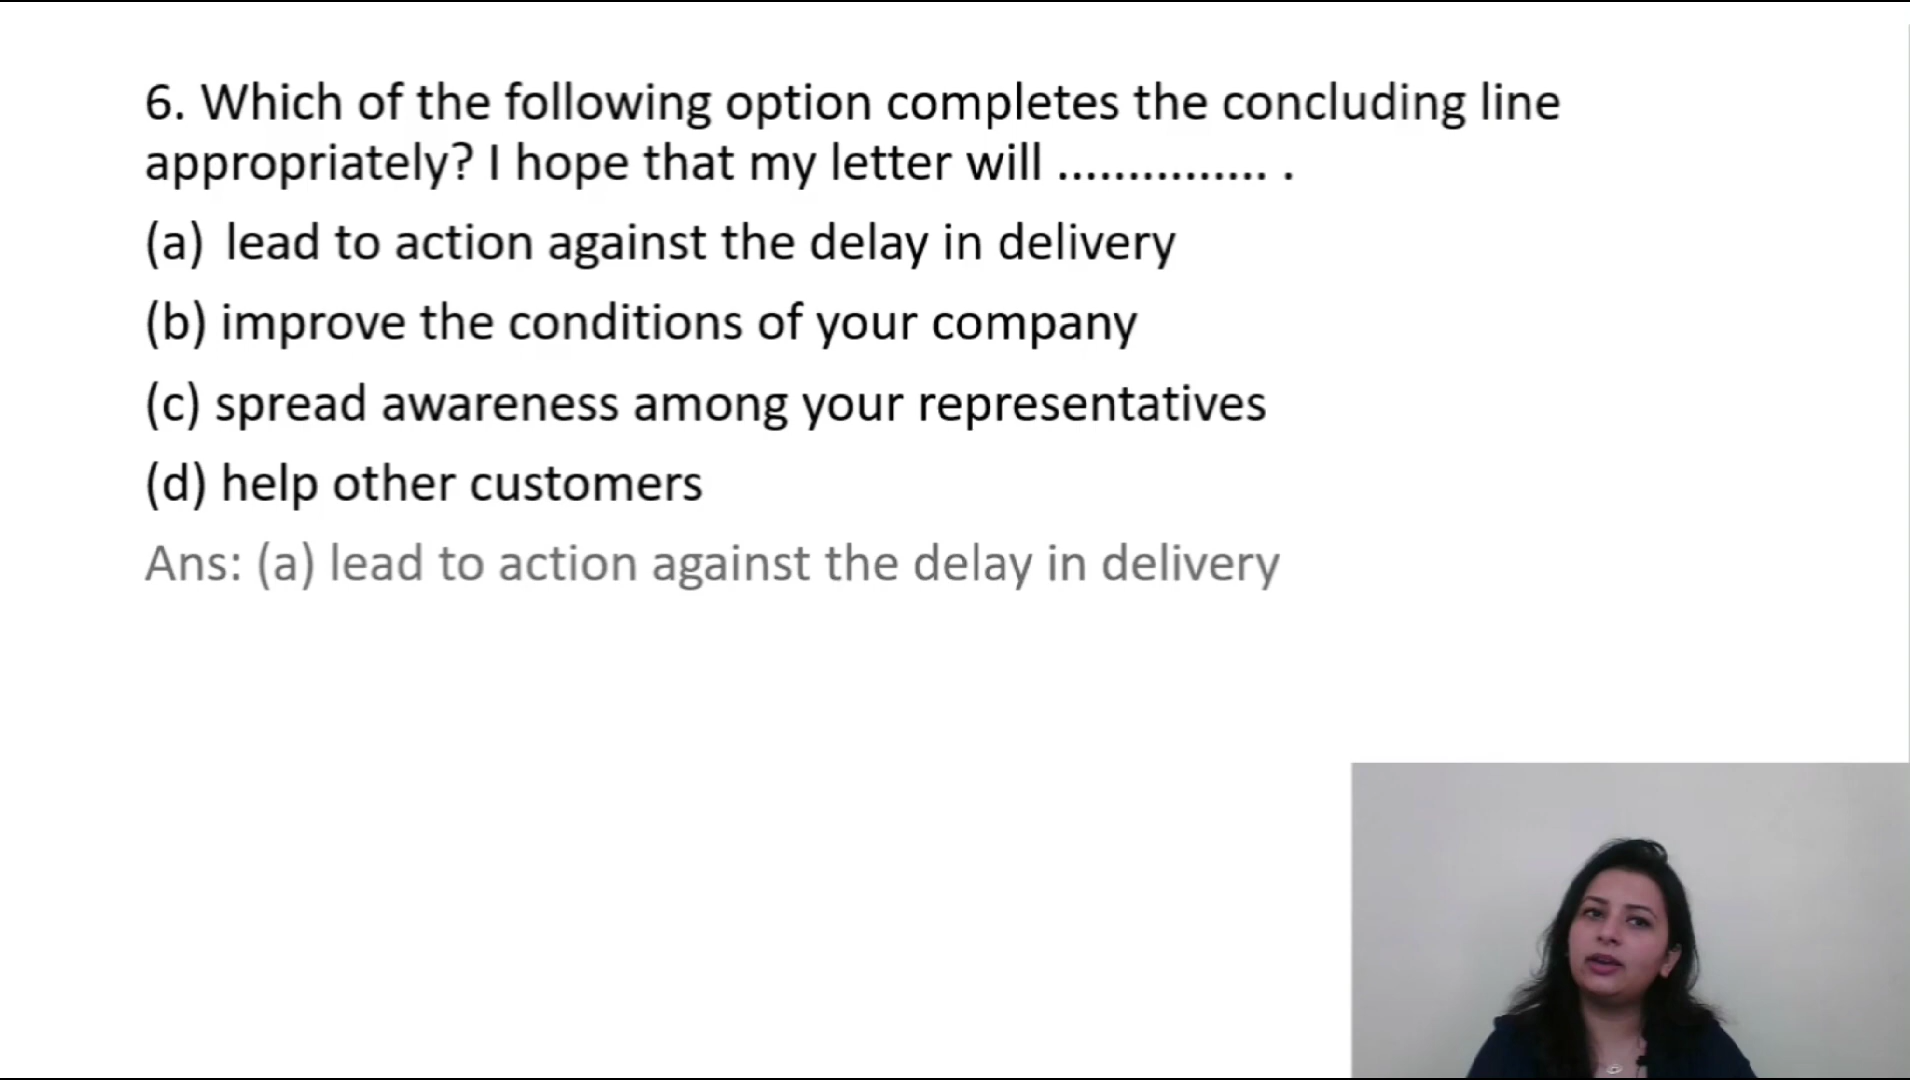 6. Which of the following option completes the concluding line
appropriately? I hope that my letter will ............... .
(a) lead to action against the delay in delivery
(b) improve the conditions of your company
(c) spread awareness among your representatives
(d) help other customers
Ans: (a) lead to action against the delay in delivery